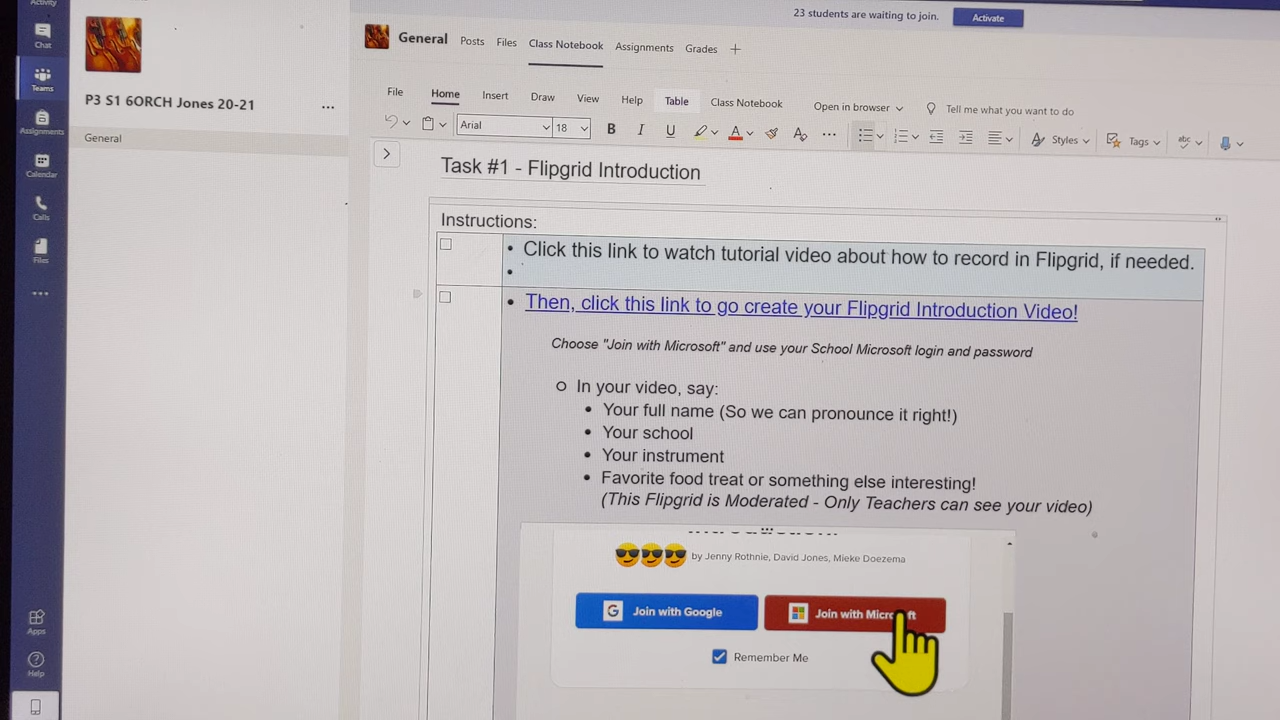 Activity
23 students are waiting to join.
Activate
Chat
Teams
Assignments
Calendar
Calls
Files
Apps
Help
P3 S1 6ORCH Jones 20-21
General
General
Posts
Files
Class Notebook
Assignments
Grades
File
Home
Insert
Draw
View
Help
Table
Class Notebook
Open in browser
Tell me what you want to do
Arial
18
B
I
U
A
A
Styles
Tags
abc
Task #1 - Flipgrid Introduction
Instructions:
Click this link to watch tutorial video about how to record in Flipgrid, if needed.
Then, click this link to go create your Flipgrid Introduction Video!
Choose "Join with Microsoft" and use your School Microsoft login and password
In your video, say:
Your full name (So we can pronounce it right!)
Your school
Your instrument
Favorite food treat or something else interesting!
(This Flipgrid is Moderated - Only Teachers can see your video)
by Jenny Rothnie, David Jones, Mieke Doezema
G Join with Google
Join with Micr ft
Remember Me